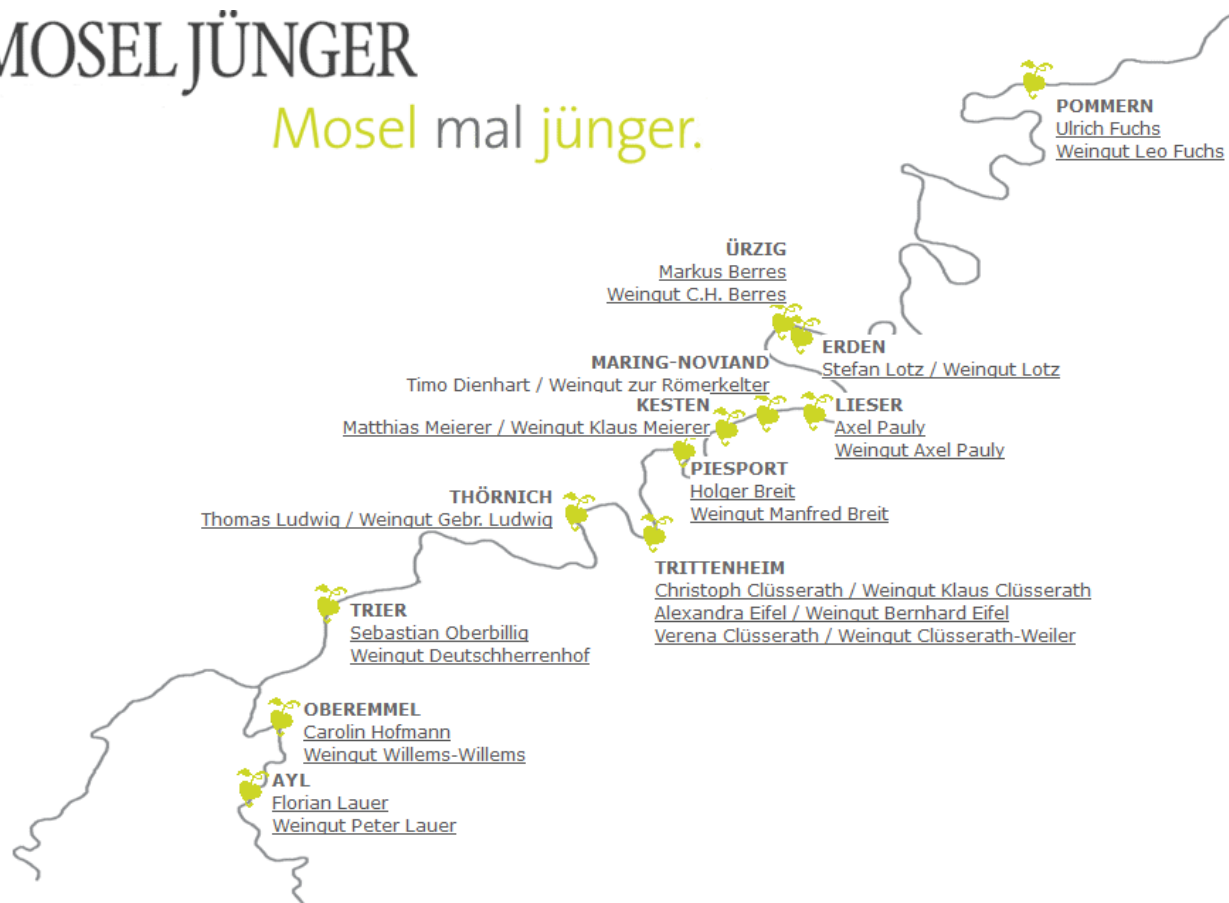 MOSEL JÜNGER
Mosel mal jünger.
POMMERN
Ulrich Fuchs
Weingut Leo Fuchs
ÜRZIG
Markus Berres
Weingut C.H. Berres
ERDEN
Stefan Lotz / Weingut Lotz
MARING-NOVIAND
Timo Dienhart / Weingut zur Römerkelter
KESTEN
Matthias Meierer / Weingut Klaus Meierer
LIESER
Axel Pauly
Weingut Axel Pauly
PIESPORT
Holger Breit
Weingut Manfred Breit
THÖRNICH
Thomas Ludwig / Weingut Gebr. Ludwig
TRITTENHEIM
Christoph Clüsserath / Weingut Klaus Clüsserath
Alexandra Eifel / Weingut Bernhard Eifel
Verena Clüsserath / Weingut Clüsserath-Weiler
TRIER
Sebastian Oberbillig
Weingut Deutschherrenhof
OBEREMMEL
Carolin Hofmann
Weingut Willems-Willems
AYL
Florian Lauer
Weingut Peter Lauer